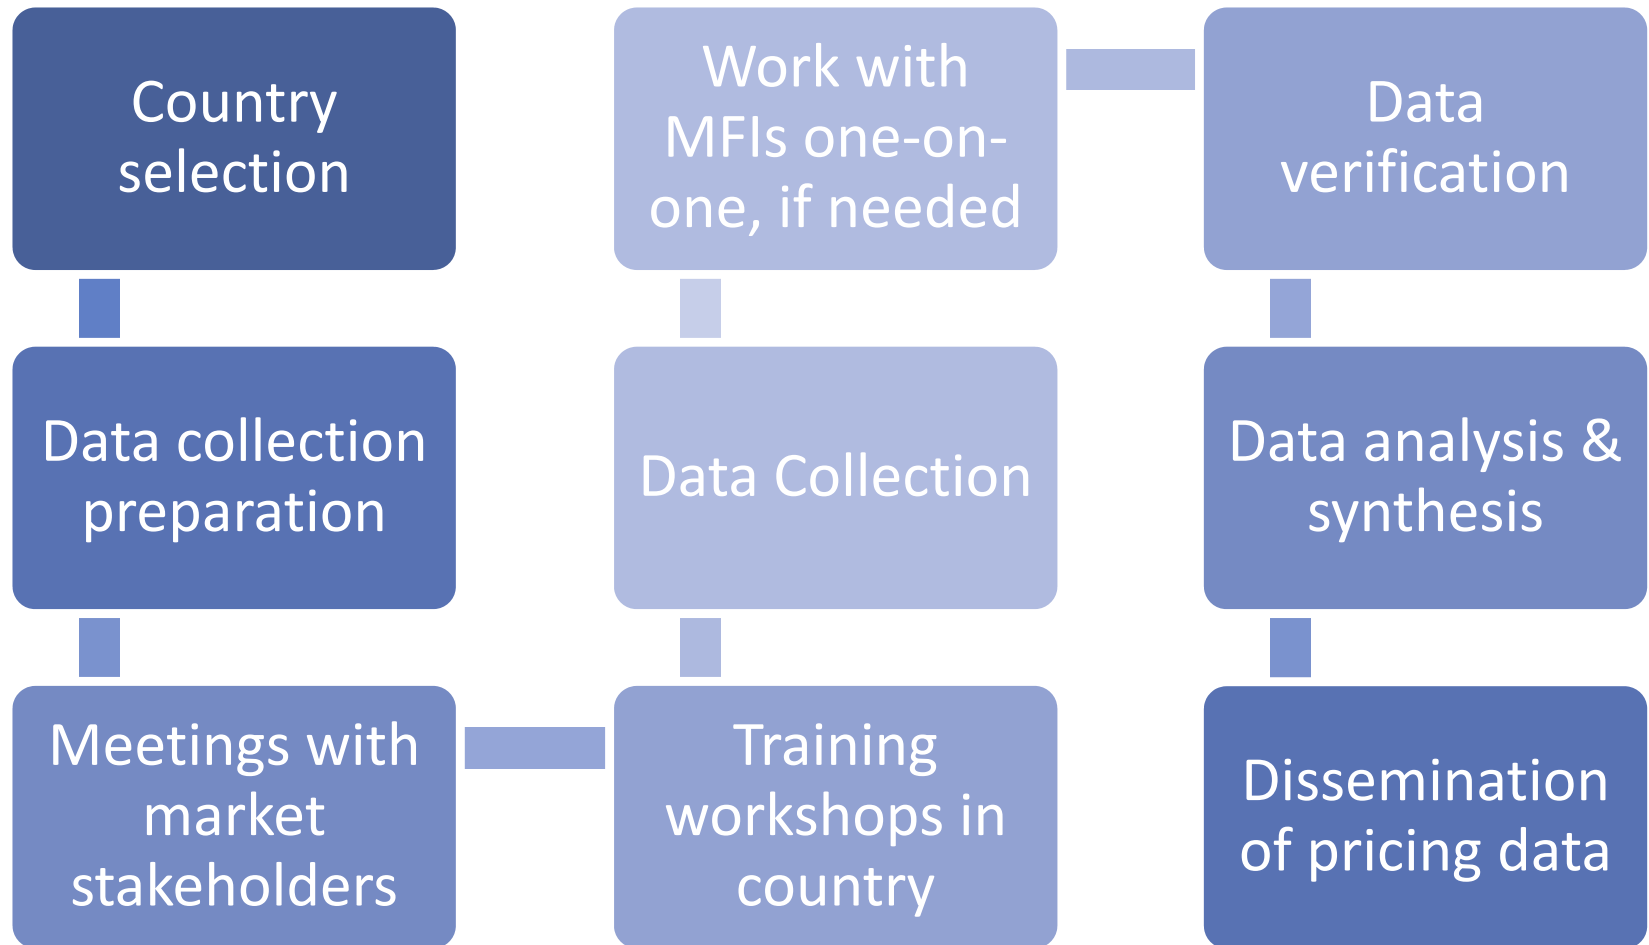 Country
selection
Data collection
preparation
Meetings with
market
stakeholders
Training
workshops in
country
Data Collection
Work with
MFIs one-on-
one, if needed
Data
verification
Data analysis &
synthesis
Dissemination
of pricing data